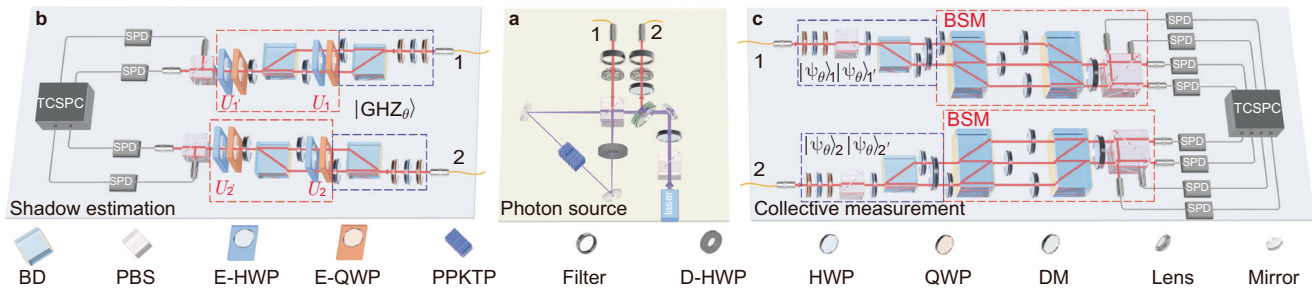 b
SPD
SPD
TCSPC
SPD
SPD
U1' U1
|GHZθ⟩
U2' U2
1
2
Shadow estimation
a
1 2
laser
Photon source
c
BSM
1
|ψθ⟩1|ψθ⟩1'
BSM
|ψθ⟩2|ψθ⟩2'
2
SPD
SPD
SPD
SPD
TCSPC
SPD
SPD
SPD
SPD
Collective measurement
BD PBS E-HWP E-QWP PPKTP Filter D-HWP HWP QWP DM Lens Mirror